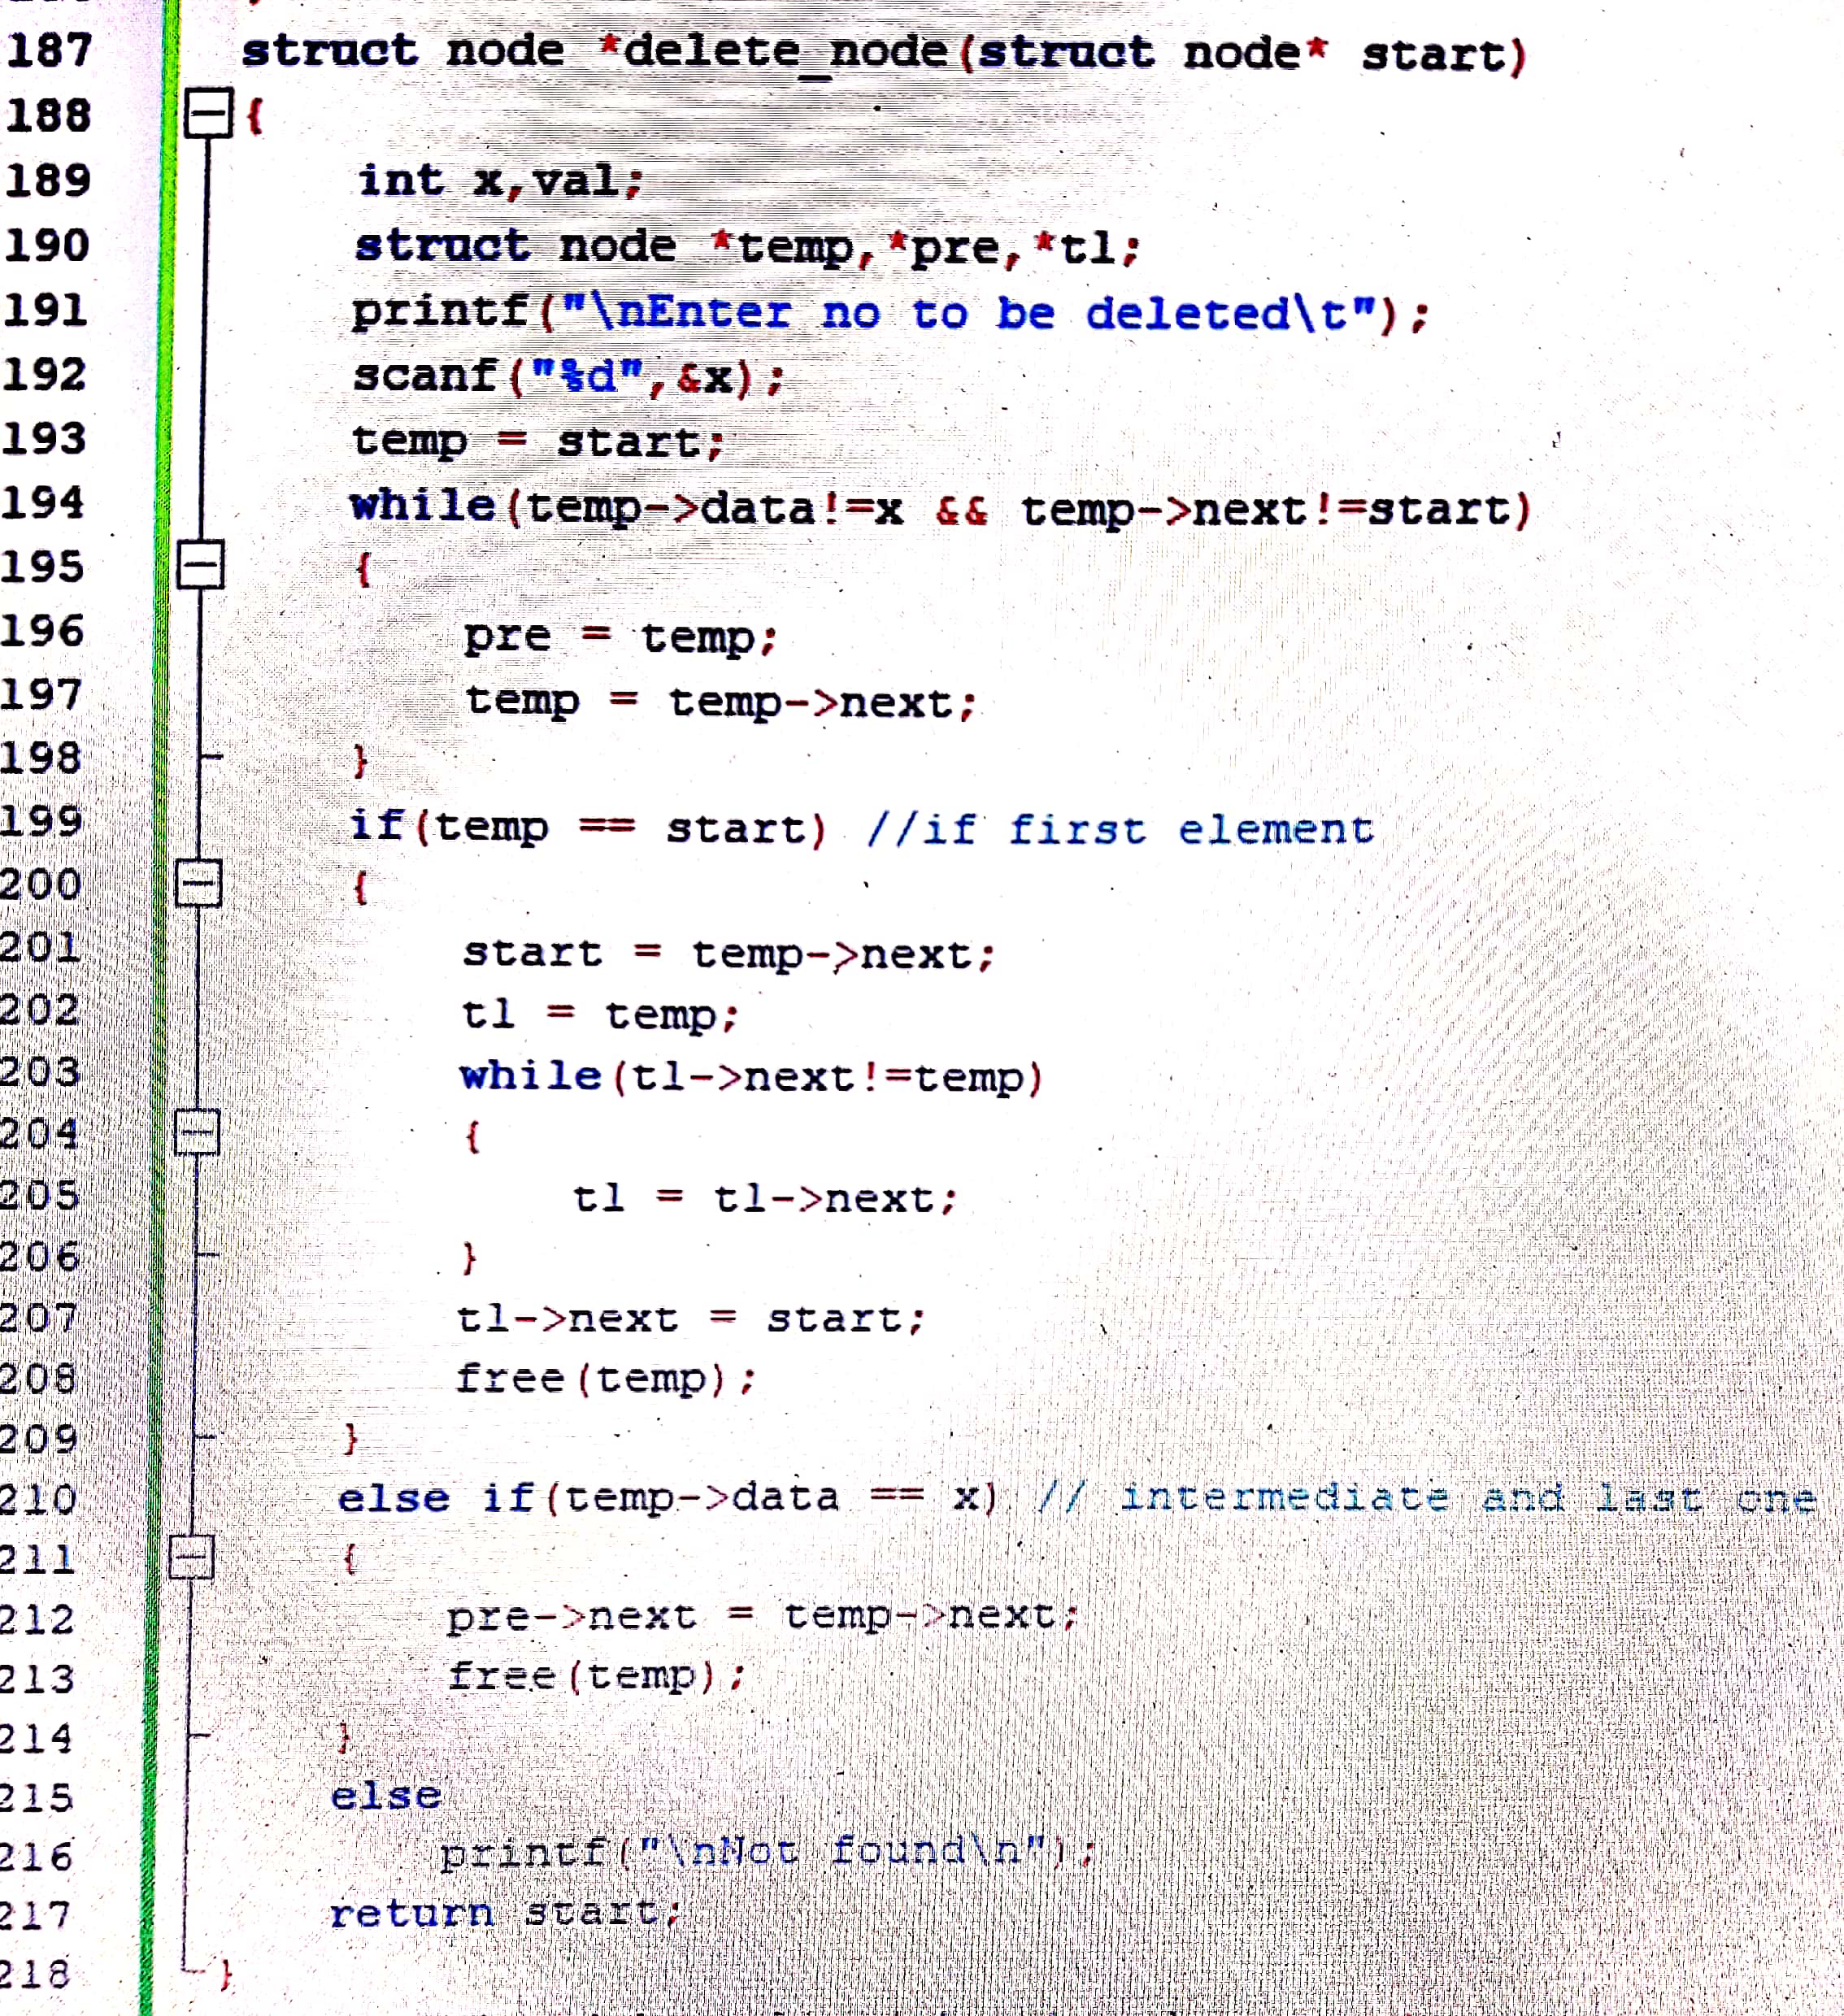 187 struct node *delete_node(struct node* start)
188 {
189 int x,val;
190 struct node *temp,*pre,*tl;
191 printf("\nEnter no to be deleted\t");
192 scanf("%d",&x);
193 temp = start;
194 while(temp->data!=x && temp->next!=start)
195 {
196 pre = temp;
197 temp = temp->next;
198 }
199 if(temp == start) //if first element
200 {
201 start = temp->next;
202 tl = temp;
203 while(tl->next!=temp)
204 {
205 tl = tl->next;
206 }
207 tl->next = start;
208 free(temp);
209 }
210 else if(temp->data == x) // intermediate and last one
211 {
212 pre->next = temp->next;
213 free(temp);
214 }
215 else
216 printf("\nNot found\n");
217 return start;
218 }